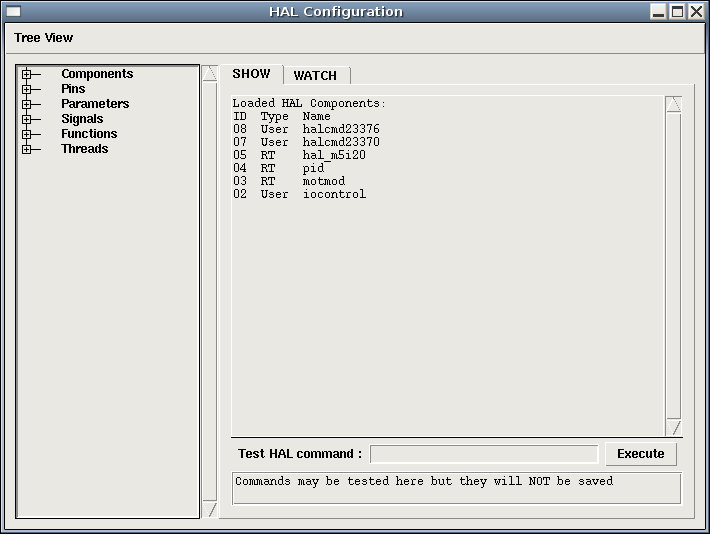 HAL Configuration
Tree View
Components
Pins
Parameters
Signals
Functions
Threads
SHOW
WATCH
Loaded HAL Components:
ID Type Name
08 User halcmd23376
07 User halcmd23370
05 RT hal_m5i20
04 RT pid
03 RT motmod
02 User iocontrol
Test HAL command :
Execute
Commands may be tested here but they will NOT be saved